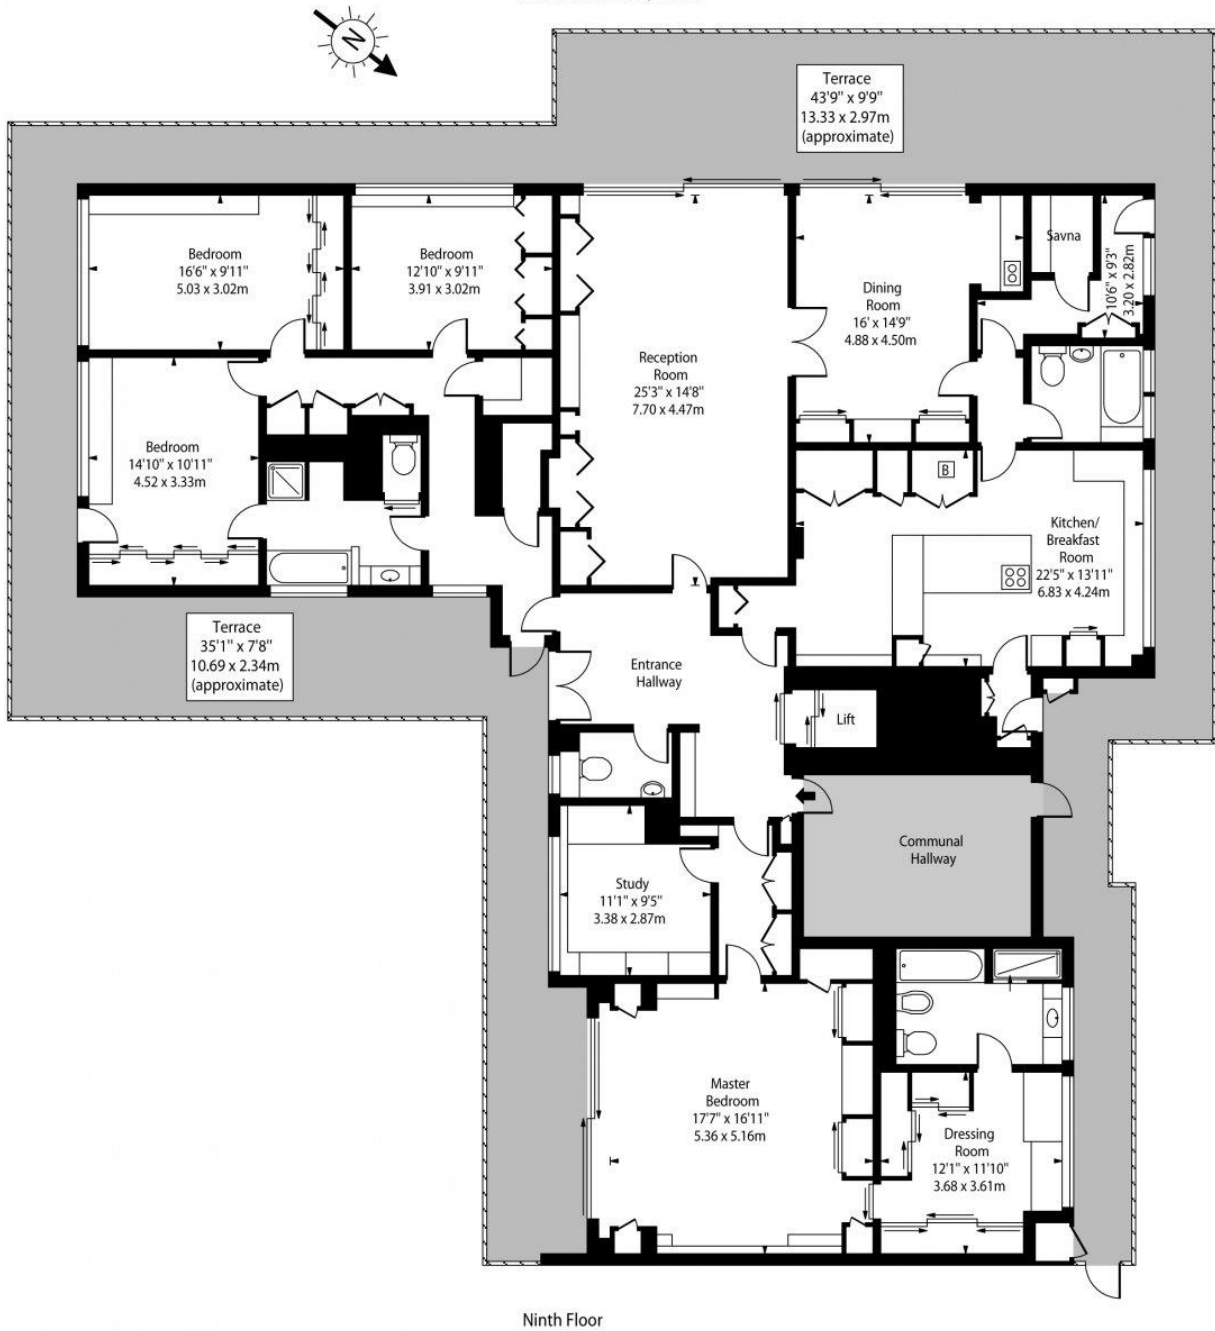 N
Terrace
43'9" x 9'9"
13.33 x 2.97m
(approximate)
Bedroom
16'6" x 9'11"
5.03 x 3.02m
Bedroom
12'10" x 9'11"
3.91 x 3.02m
Savna
10'6" x 9'3"
3.20 x 2.82m
Dining
Room
16' x 14'9"
4.88 x 4.50m
Reception
Room
25'3" x 14'8"
7.70 x 4.47m
Bedroom
14'10" x 10'11"
4.52 x 3.33m
B
Kitchen/
Breakfast
Room
22'5" x 13'11"
6.83 x 4.24m
Terrace
35'1" x 7'8"
10.69 x 2.34m
(approximate)
Entrance
Hallway
Lift
Communal
Hallway
Study
11'1" x 9'5"
3.38 x 2.87m
Master
Bedroom
17'7" x 16'11"
5.36 x 5.16m
Dressing
Room
12'1" x 11'10"
3.68 x 3.61m
Ninth Floor